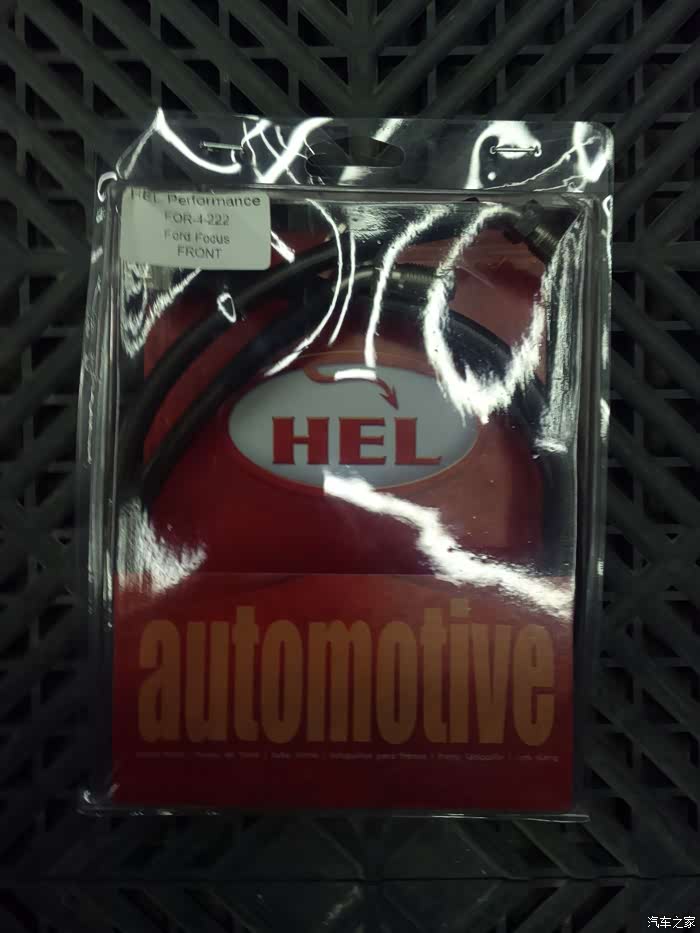 HEL Performance
FOR-4-222
Ford Focus
FRONT
HEL
automotive
汽车之家